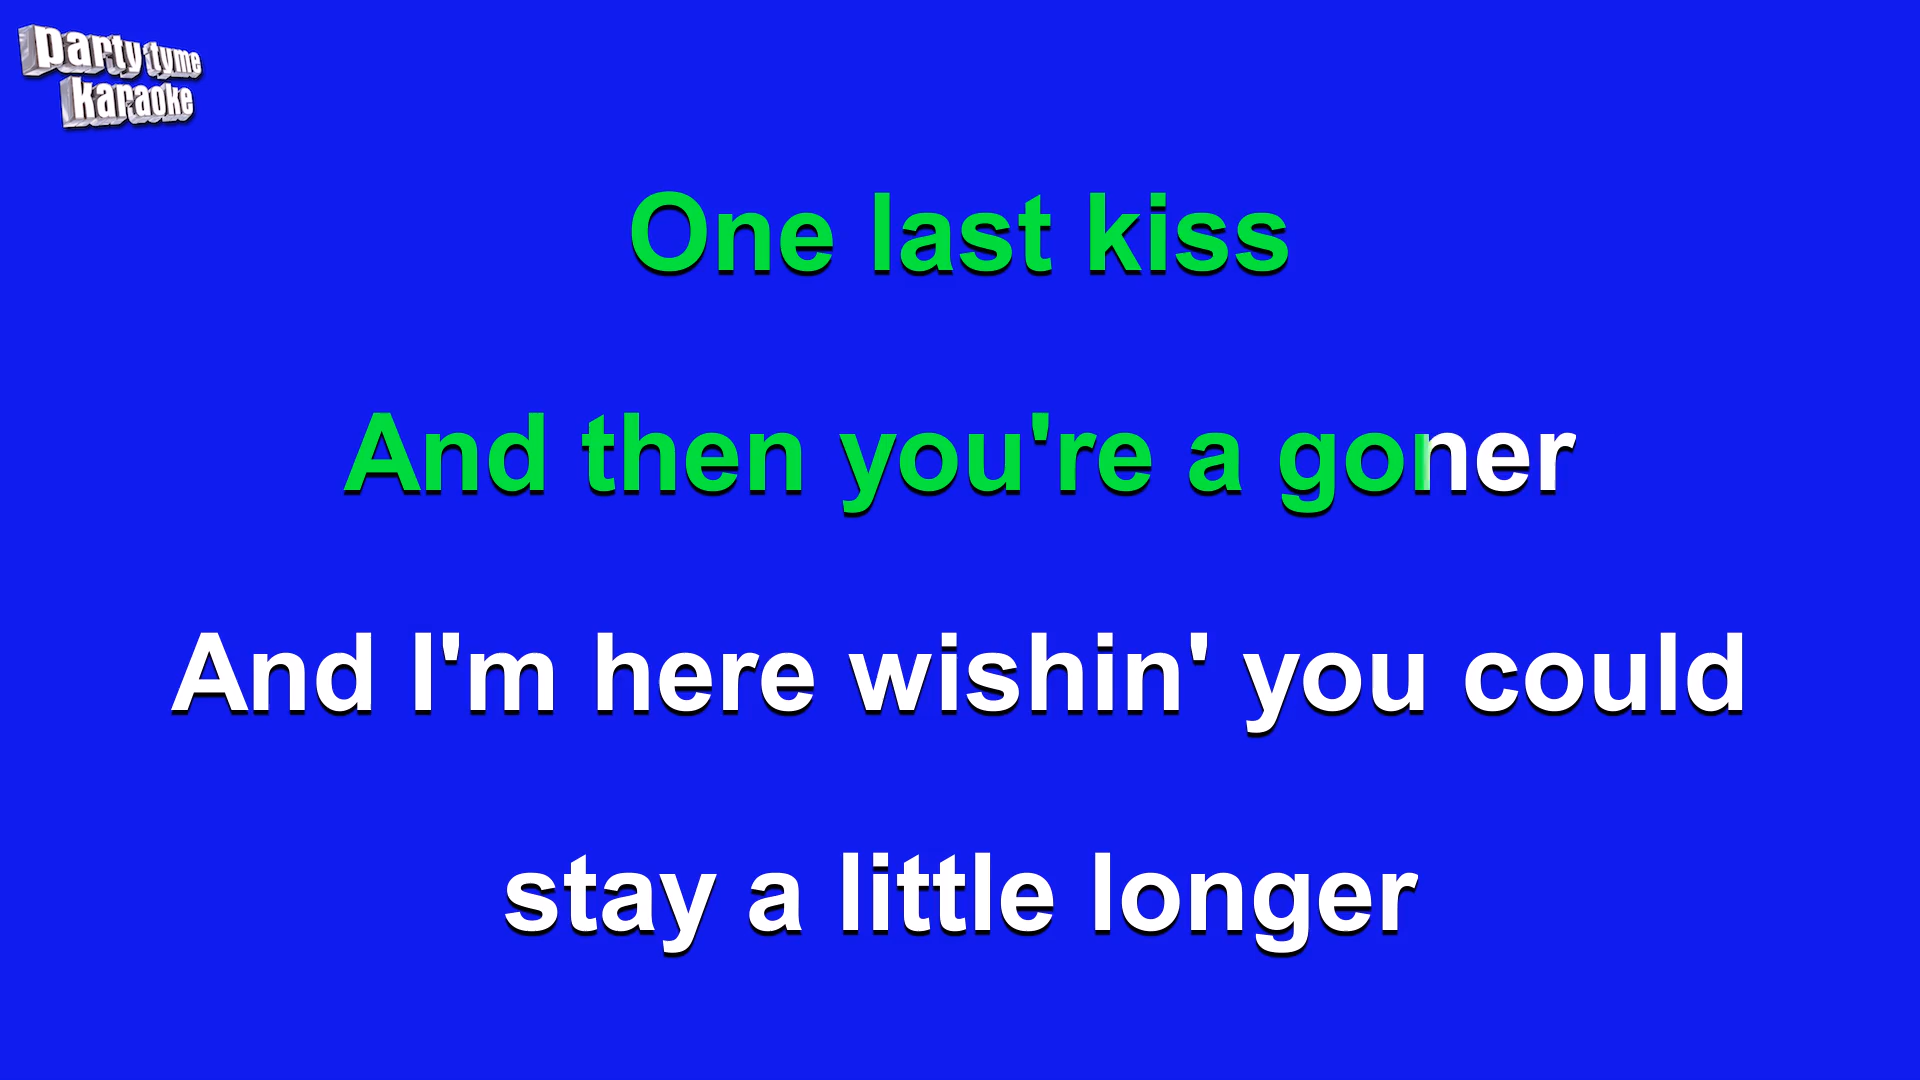 party tyme
karaoke
One last kiss
And then you're a goner
And I'm here wishin' you could
stay a little longer